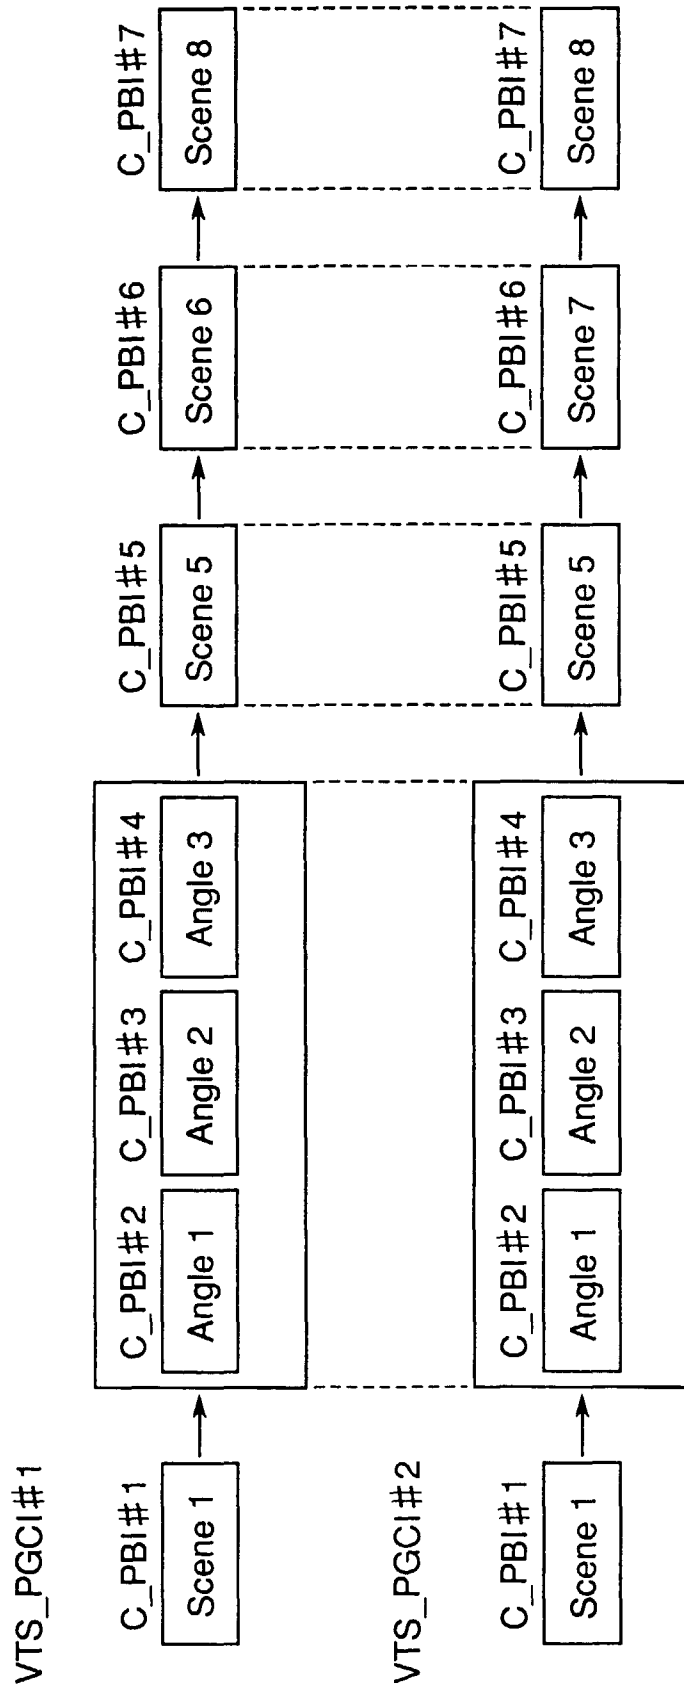 VTS_PGCI#1
C_PBI#1
Scene 1
C_PBI#2
Angle 1
C_PBI#3
Angle 2
C_PBI#4
Angle 3
C_PBI#5
Scene 5
C_PBI#6
Scene 6
C_PBI#7
Scene 8
VTS_PGCI#2
C_PBI#1
Scene 1
C_PBI#2
Angle 1
C_PBI#3
Angle 2
C_PBI#4
Angle 3
C_PBI#5
Scene 5
C_PBI#6
Scene 7
C_PBI#7
Scene 8